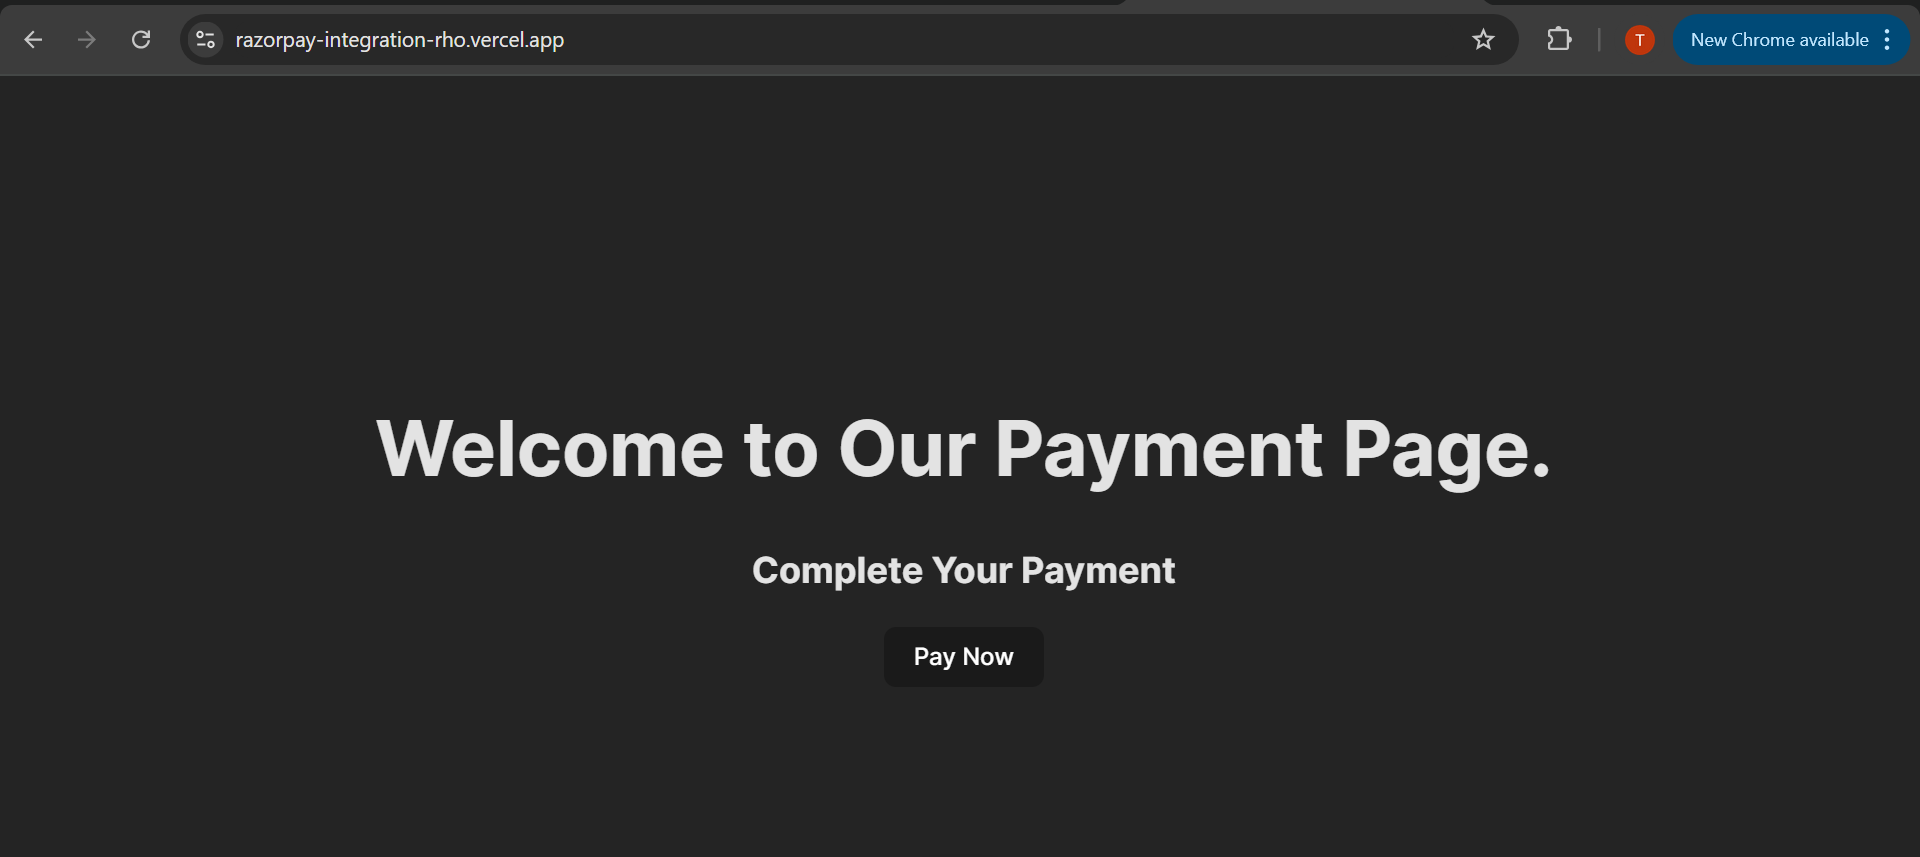 razorpay-integration-rho.vercel.app
T
New Chrome available
Welcome to Our Payment Page.
Complete Your Payment
Pay Now